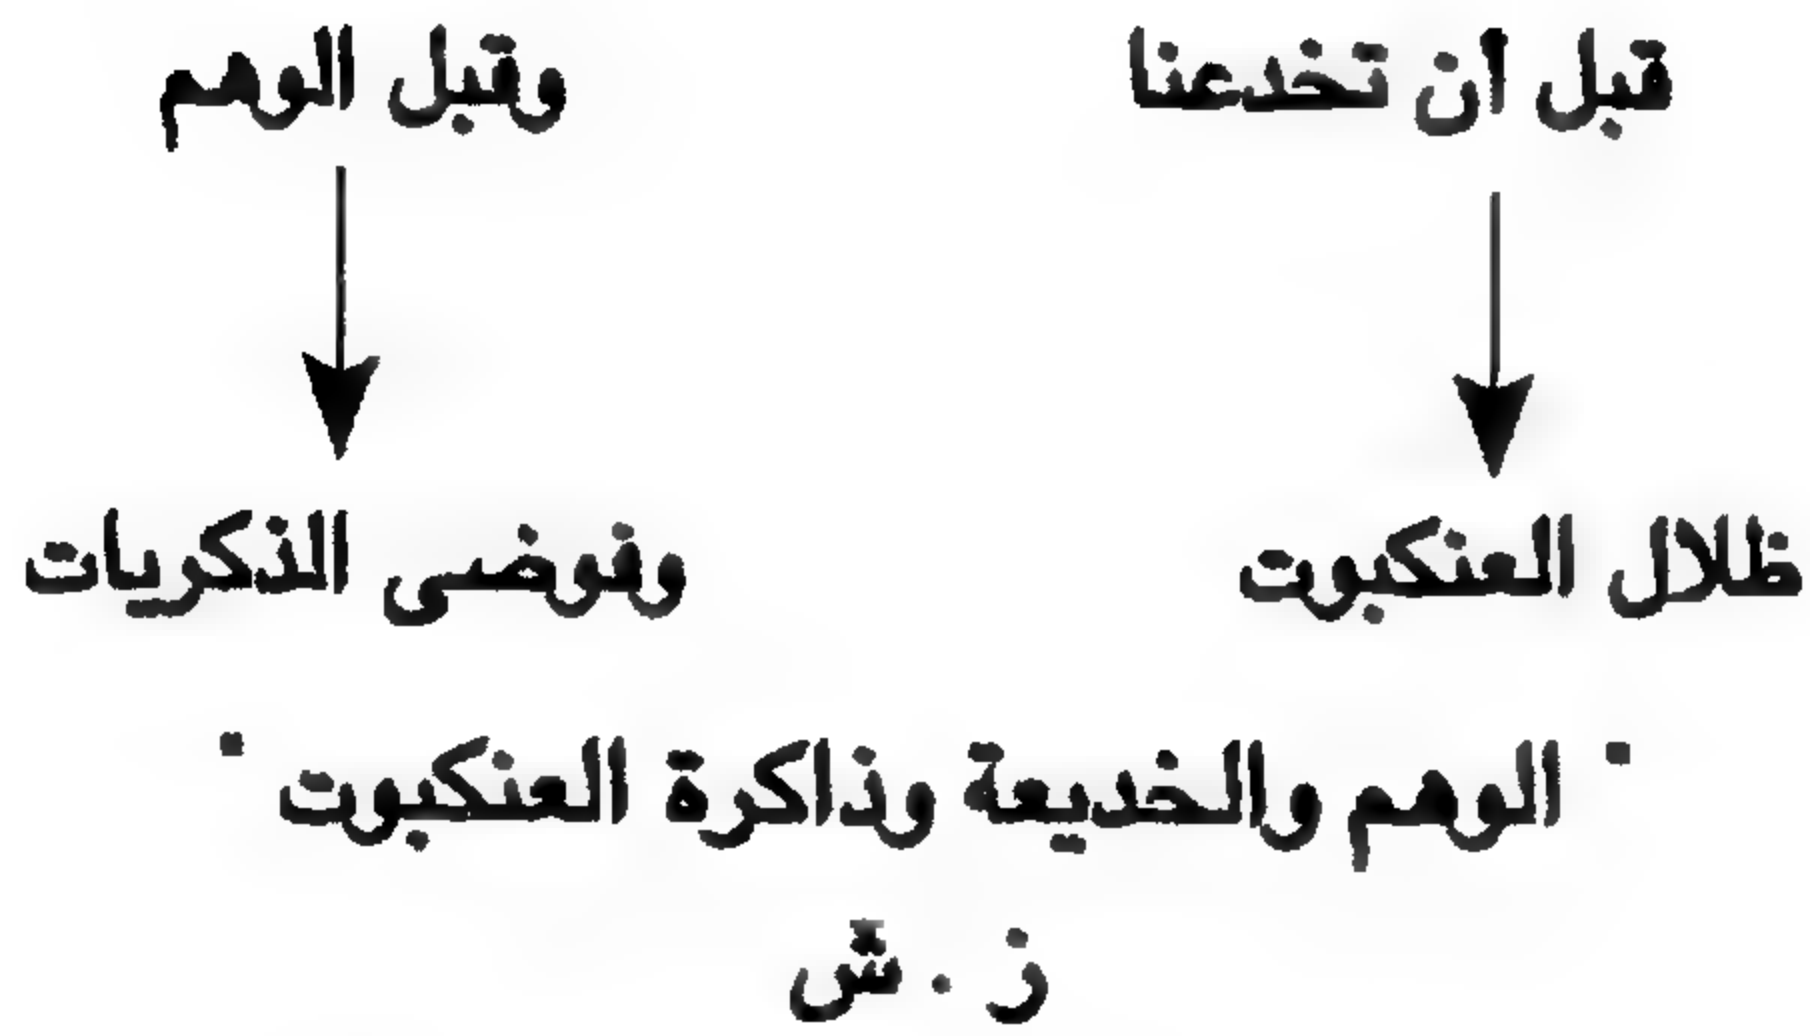 قبل ان تخدعنا وقبل الوهم
ظلال العنكبوت وفوضى الذكريات
" الوهم والخديعة وذاكرة العنكبوت "
ز . ش